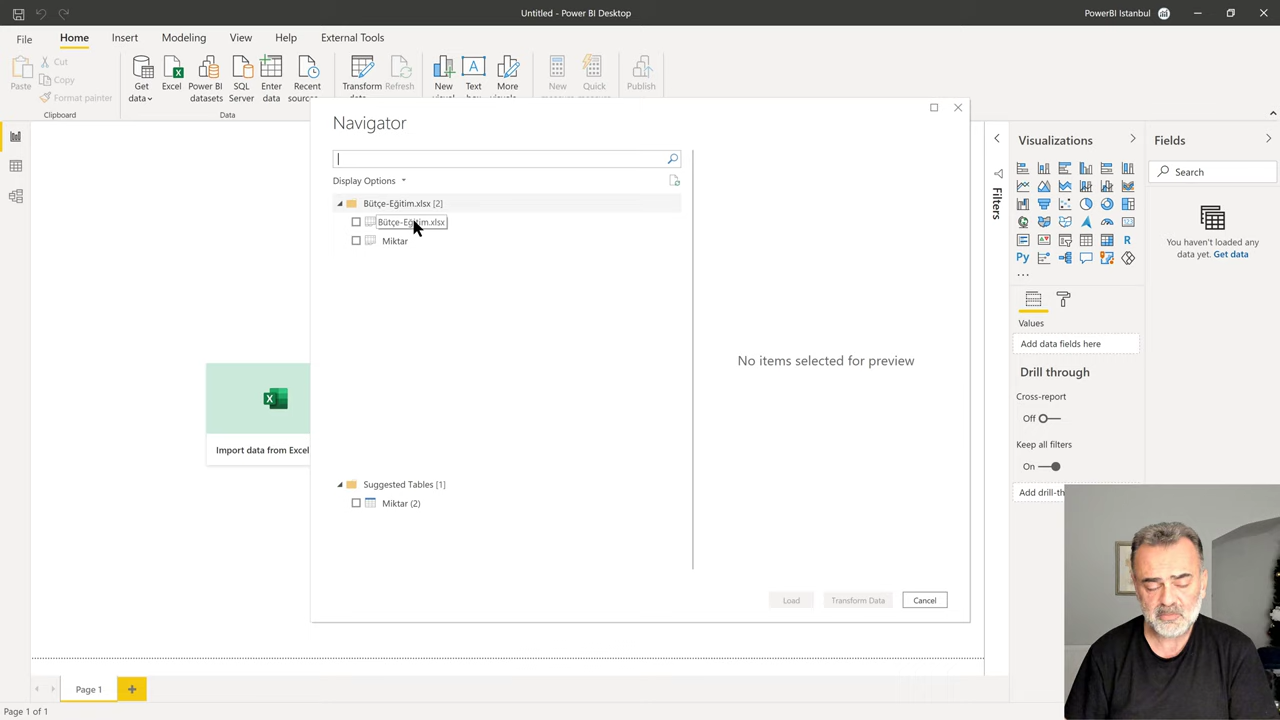 Untitled - Power BI Desktop
PowerBI Istanbul
File
Home
Insert
Modeling
View
Help
External Tools
Paste
Cut
Copy
Format painter
Clipboard
Get data
Excel
Power BI datasets
SQL Server
Enter data
Recent
Data
Transform
Refresh
New
Text
More
New
Quick
Publish
Navigator
Display Options
Bütçe-Eğitim.xlsx [2]
Bütçe-Eğitim.xlsx
Miktar
No items selected for preview
Suggested Tables [1]
Miktar (2)
Load
Transform Data
Cancel
Import data from Excel
Filters
Visualizations
R
Py
Values
Add data fields here
Drill through
Cross-report
Off
Keep all filters
On
Fields
Search
You haven't loaded any
data yet. Get data
Page 1
Page 1 of 1